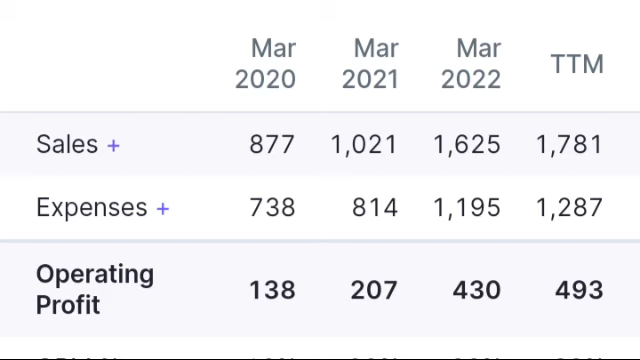 Mar 2020 Mar 2021 Mar 2022 TTM
Sales + 877 1,021 1,625 1,781
Expenses + 738 814 1,195 1,287
Operating Profit 138 207 430 493